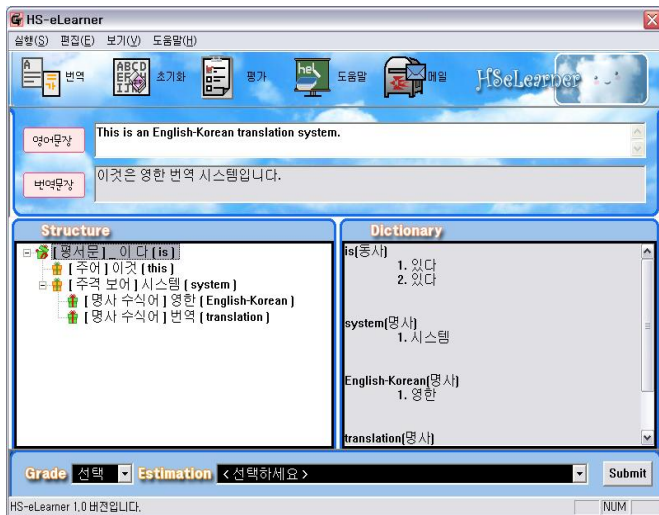 HS-eLearner
실행(S) 편집(E) 보기(V) 도움말(H)
번역 초기화 평가 도움말 메일 HSeLearner
영어문장 This is an English-Korean translation system.
번역문장 이것은 영한 번역 시스템입니다.
Structure
[ 평서문 ] _ 이 다 ( is )
[ 주어 ] 이것 ( this )
[ 주격 보어 ] 시스템 ( system )
[ 명사 수식어 ] 영한 ( English-Korean )
[ 명사 수식어 ] 번역 ( translation )
Dictionary
is(동사)
1. 있다
2. 있다
system(명사)
1. 시스템
English-Korean(명사)
1. 영한
translation(명사)
Grade 선택 Estimation < 선택하세요 > Submit
HS-eLearner 1.0 버젼입니다. NUM